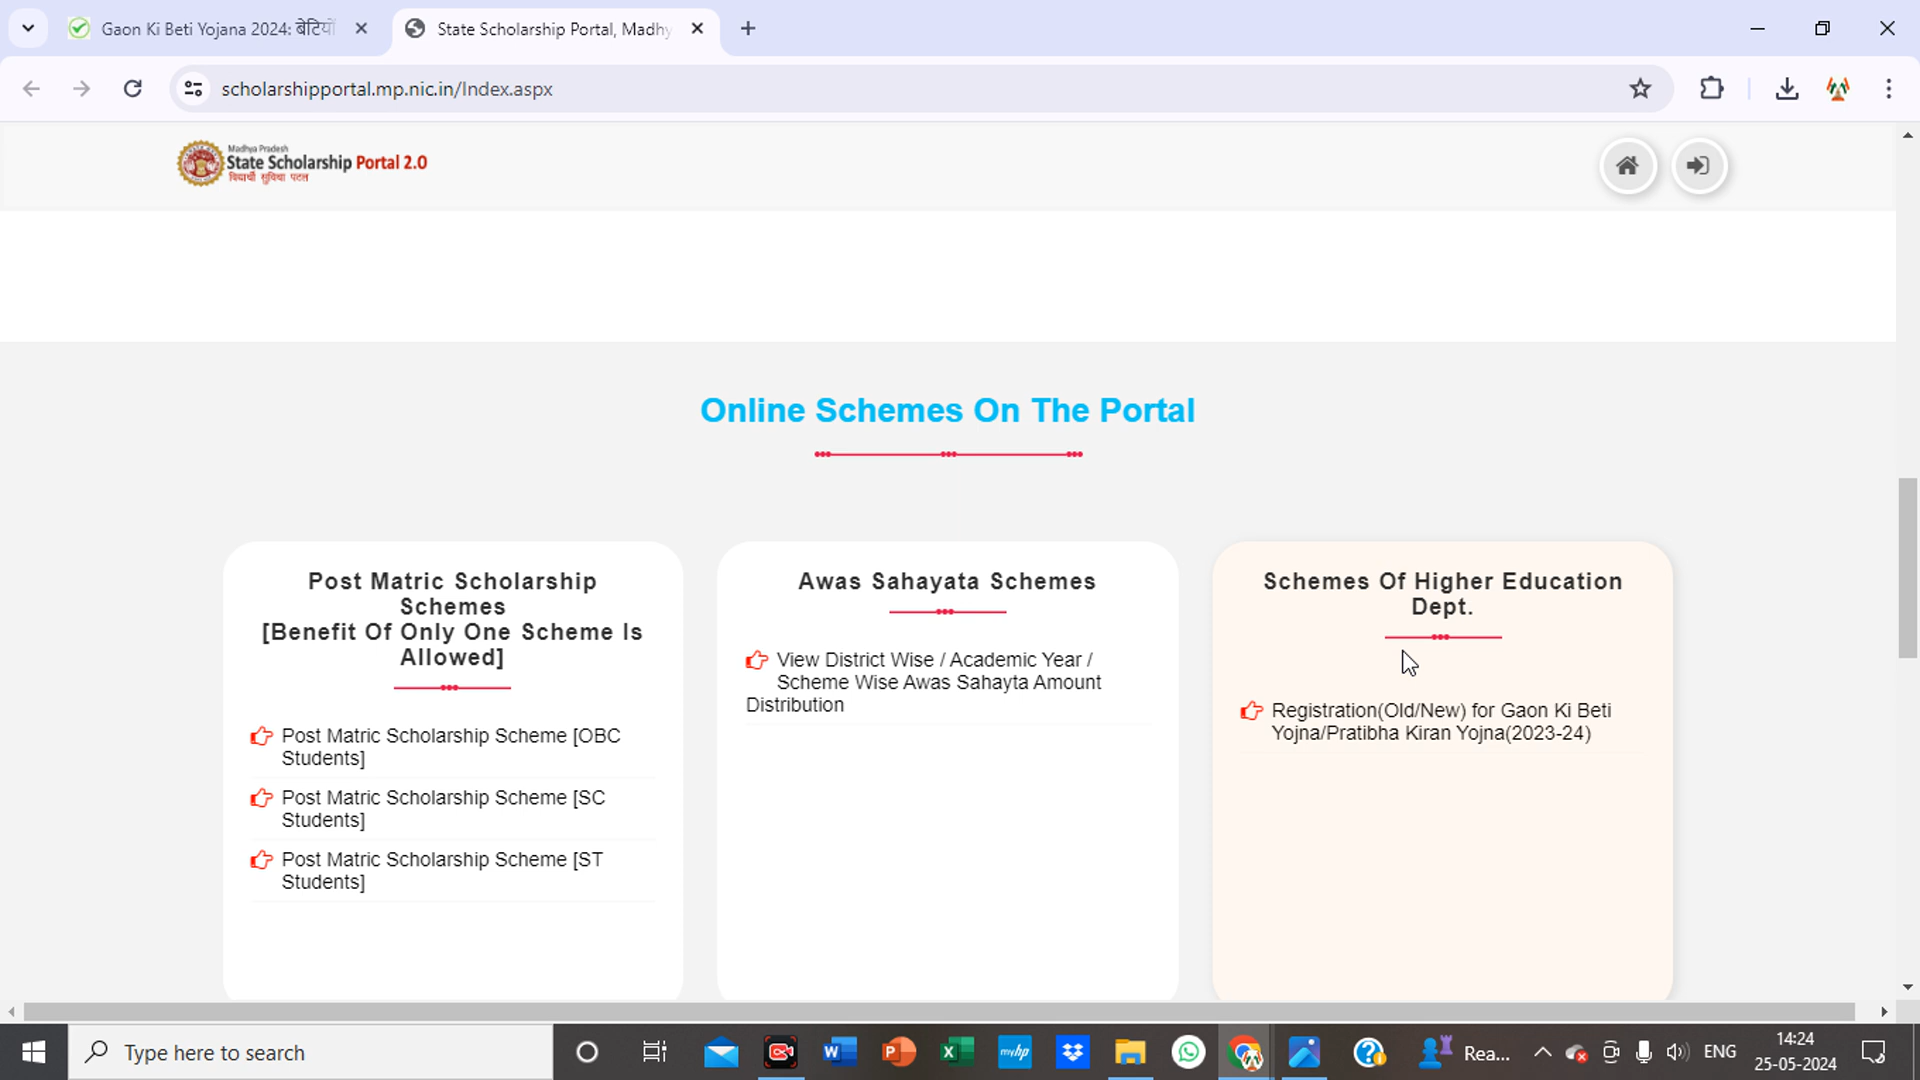 Gaon Ki Beti Yojana 2024: बेटियों
State Scholarship Portal, Madhy
scholarshipportal.mp.nic.in/Index.aspx
Madhya Pradesh
State Scholarship Portal 2.0
विद्यार्थी सुविधा पटल
Online Schemes On The Portal
Post Matric Scholarship
Schemes
[Benefit Of Only One Scheme Is
Allowed]
Post Matric Scholarship Scheme [OBC
Students]
Post Matric Scholarship Scheme [SC
Students]
Post Matric Scholarship Scheme [ST
Students]
Awas Sahayata Schemes
View District Wise / Academic Year /
Scheme Wise Awas Sahayta Amount
Distribution
Schemes Of Higher Education
Dept.
Registration(Old/New) for Gaon Ki Beti
Yojna/Pratibha Kiran Yojna(2023-24)
Type here to search
Rea...
ENG
14:24
25-05-2024